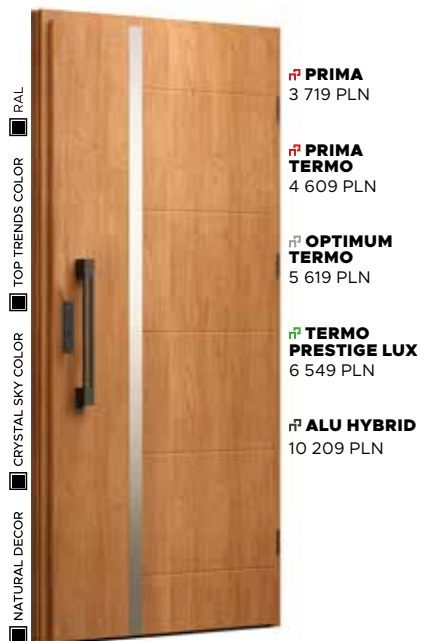 RAL
TOP TRENDS COLOR
CRYSTAL SKY COLOR
NATURAL DECOR
PRIMA
3 719 PLN
PRIMA
TERMO
4 609 PLN
OPTIMUM
TERMO
5 619 PLN
TERMO
PRESTIGE LUX
6 549 PLN
ALU HYBRID
10 209 PLN